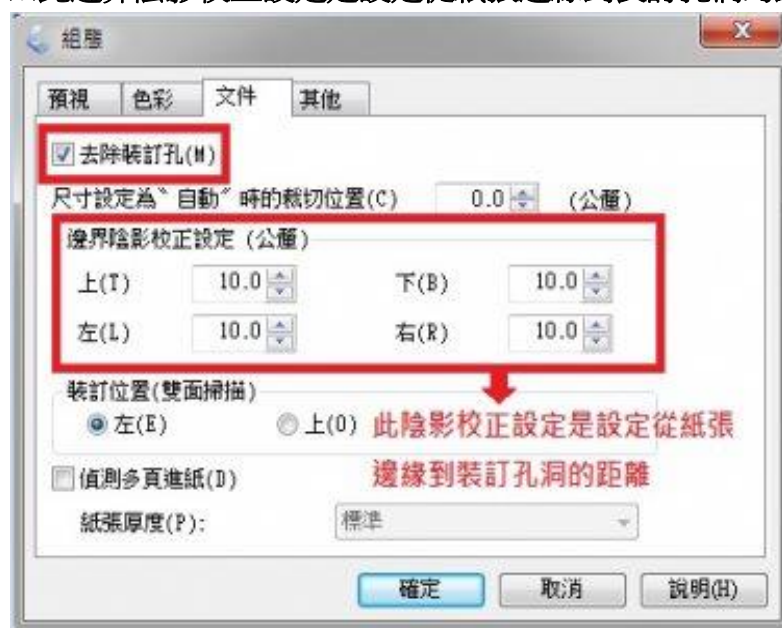 組態
預視 色彩 文件 其他
去除裝訂孔(M)
尺寸設定為〝自動〞時的裁切位置(C) 0.0 (公厘)
邊界陰影校正設定 (公厘)
上(T) 10.0 下(B) 10.0
左(L) 10.0 右(R) 10.0
裝訂位置(雙面掃描)
左(E) 上(O) 此陰影校正設定是設定從紙張
邊緣到裝訂孔洞的距離
偵測多頁進紙(D)
紙張厚度(P): 標準
確定 取消 說明(H)